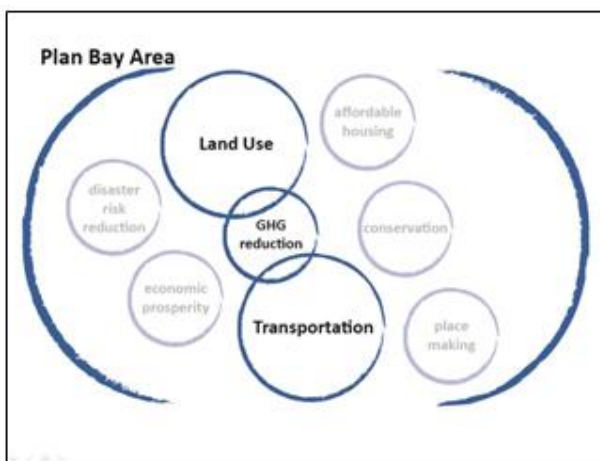 Plan Bay Area
Land Use
affordable
housing
disaster
risk
reduction
GHG
reduction
conservation
economic
prosperity
Transportation
place
making